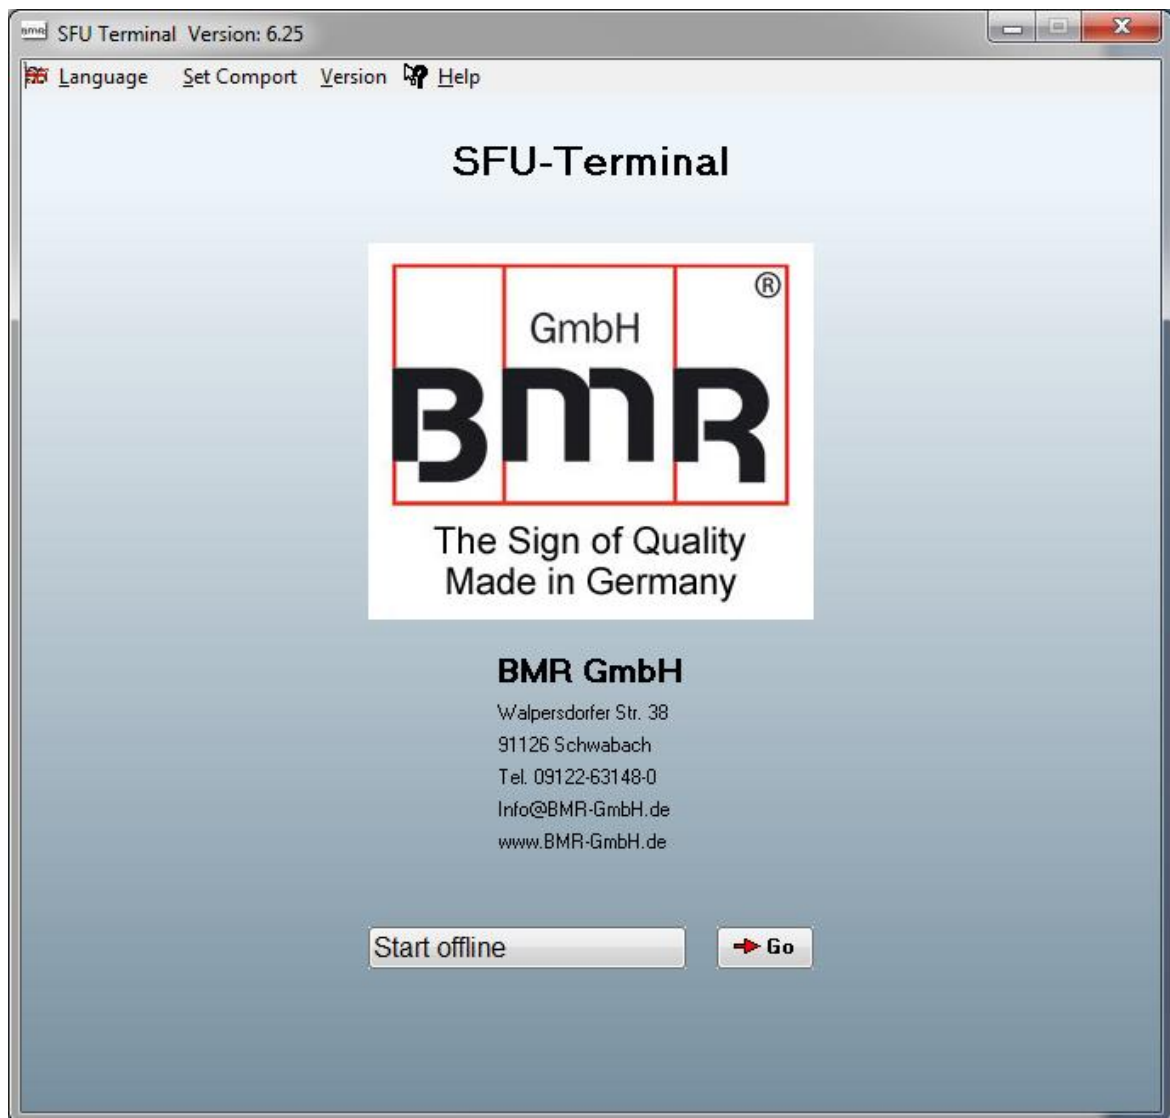 SFU Terminal Version: 6.25
Language Set Comport Version Help
SFU-Terminal
®
GmbH
BMR
The Sign of Quality
Made in Germany
BMR GmbH
Walpersdorfer Str. 38
91126 Schwabach
Tel. 09122-63148-0
Info@BMR-GmbH.de
www.BMR-GmbH.de
Start offline Go